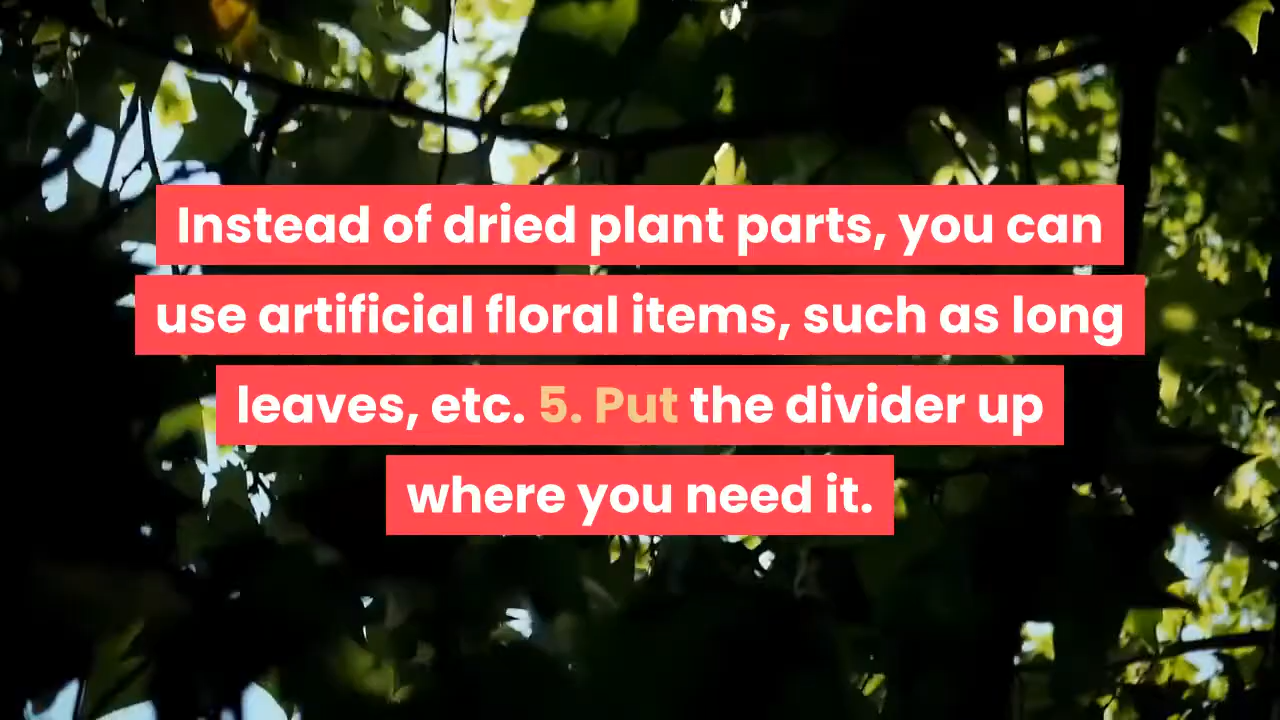 Instead of dried plant parts, you can
use artificial floral items, such as long
leaves, etc. 5. Put the divider up
where you need it.